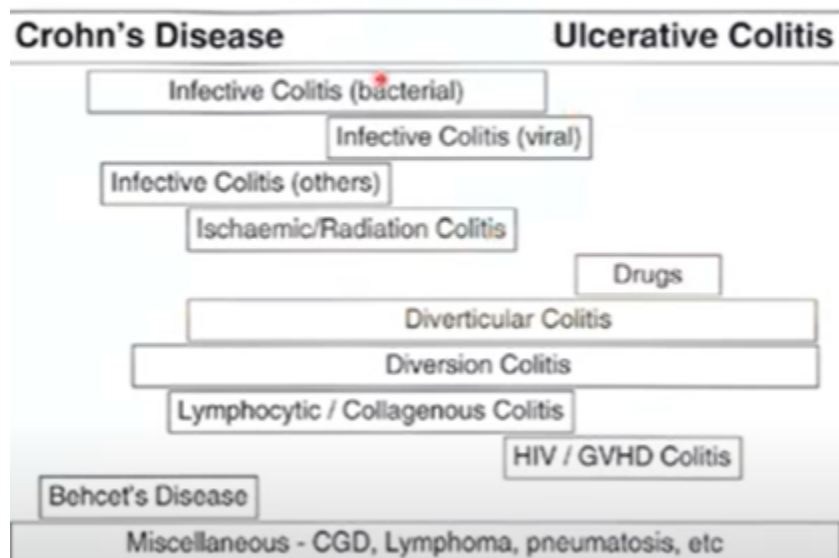 Crohn's Disease Ulcerative Colitis
Infective Colitis (bacterial)
Infective Colitis (viral)
Infective Colitis (others)
Ischaemic/Radiation Colitis
Drugs
Diverticular Colitis
Diversion Colitis
Lymphocytic / Collagenous Colitis
HIV / GVHD Colitis
Behcet's Disease
Miscellaneous - CGD, Lymphoma, pneumatosis, etc